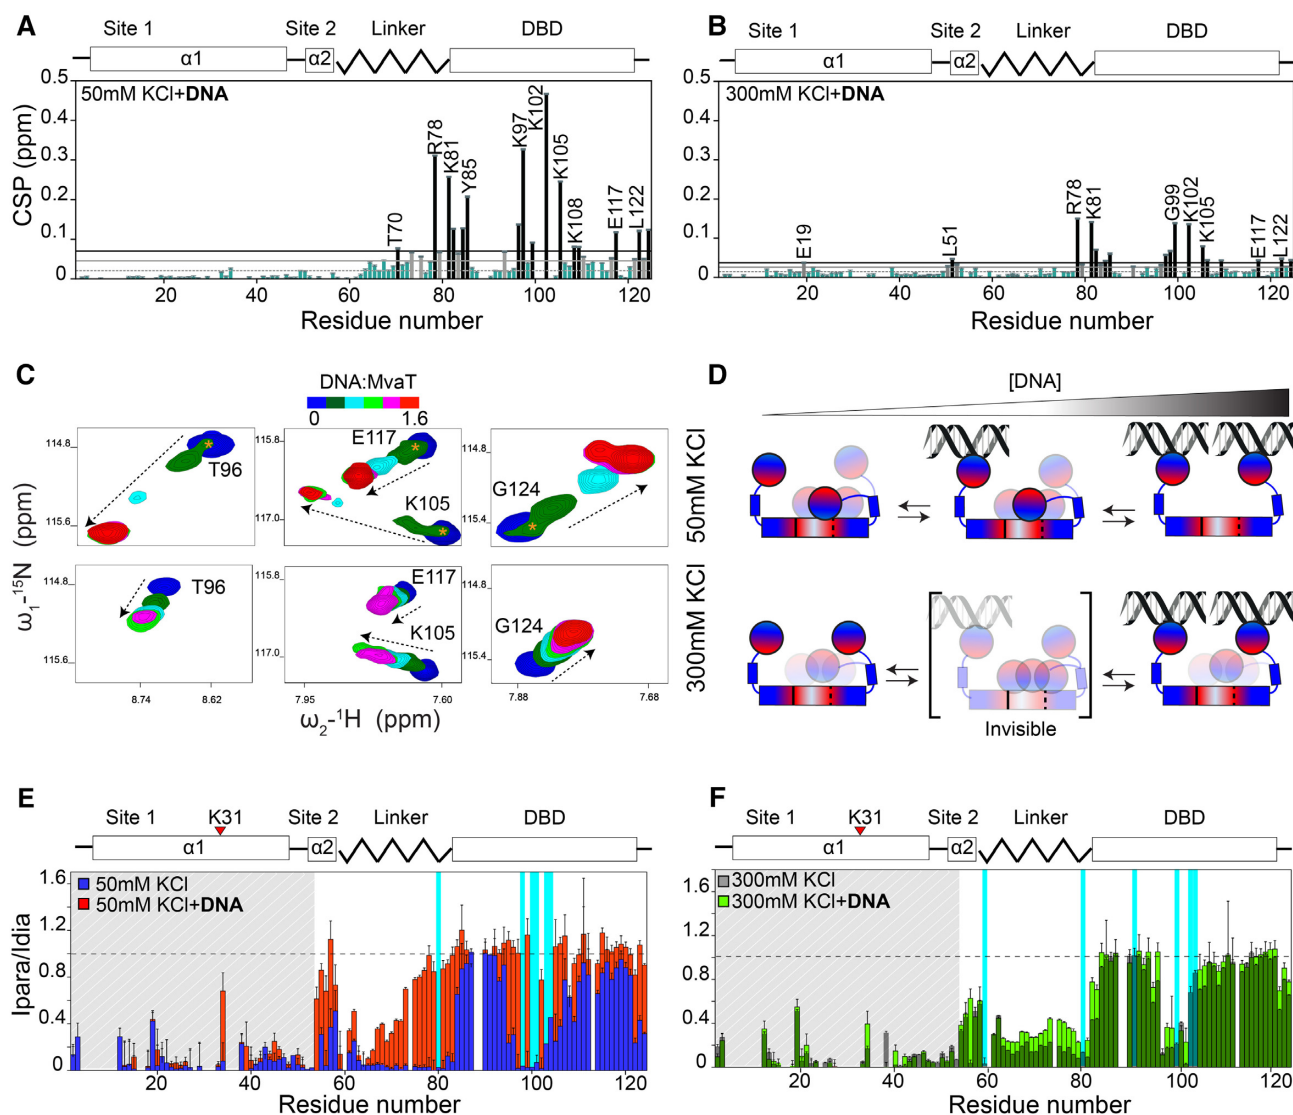 A
Site 1
Site 2
Linker
DBD
α1
α2
50mM KCl+DNA
CSP (ppm)
0.5
0.4
0.3
0.2
0.1
0
T70
R78
K81
Y85
K97
K102
K105
K108
E117
L122
20
40
60
80
100
120
Residue number
B
Site 1
Site 2
Linker
DBD
α1
α2
300mM KCl+DNA
0.5
0.4
0.3
0.2
0.1
0
E19
L51
R78
K81
G99
K102
K105
E117
L122
20
40
60
80
100
120
Residue number
C
DNA:MvaT
0
1.6
114.8
115.6
*
T96
115.8
117.0
E117
*
K105
*
114.8
115.4
G124
*
114.8
115.6
T96
8.74
8.62
115.8
117.0
E117
K105
7.95
7.60
114.8
115.4
G124
7.88
7.68
ω1-15N (ppm)
ω2-1H (ppm)
D
[DNA]
50mM KCl
300mM KCl
Invisible
E
Site 1
K31
Site 2
Linker
DBD
α1
α2
50mM KCl
50mM KCl+DNA
Ipara/Idia
1.6
1.2
0.8
0.4
0
20
40
60
80
100
120
Residue number
F
Site 1
K31
Site 2
Linker
DBD
α1
α2
300mM KCl
300mM KCl+DNA
1.6
1.2
0.8
0.4
0
20
40
60
80
100
120
Residue number